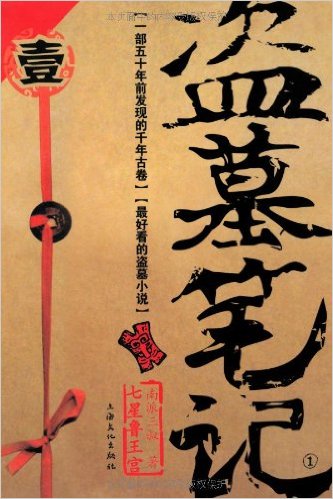 盗墓笔记
①
壹
【一部五十年前发现的千年古卷】【最好看的盗墓小说】
南派三叔 著
七星鲁王宫
上海文化出版社